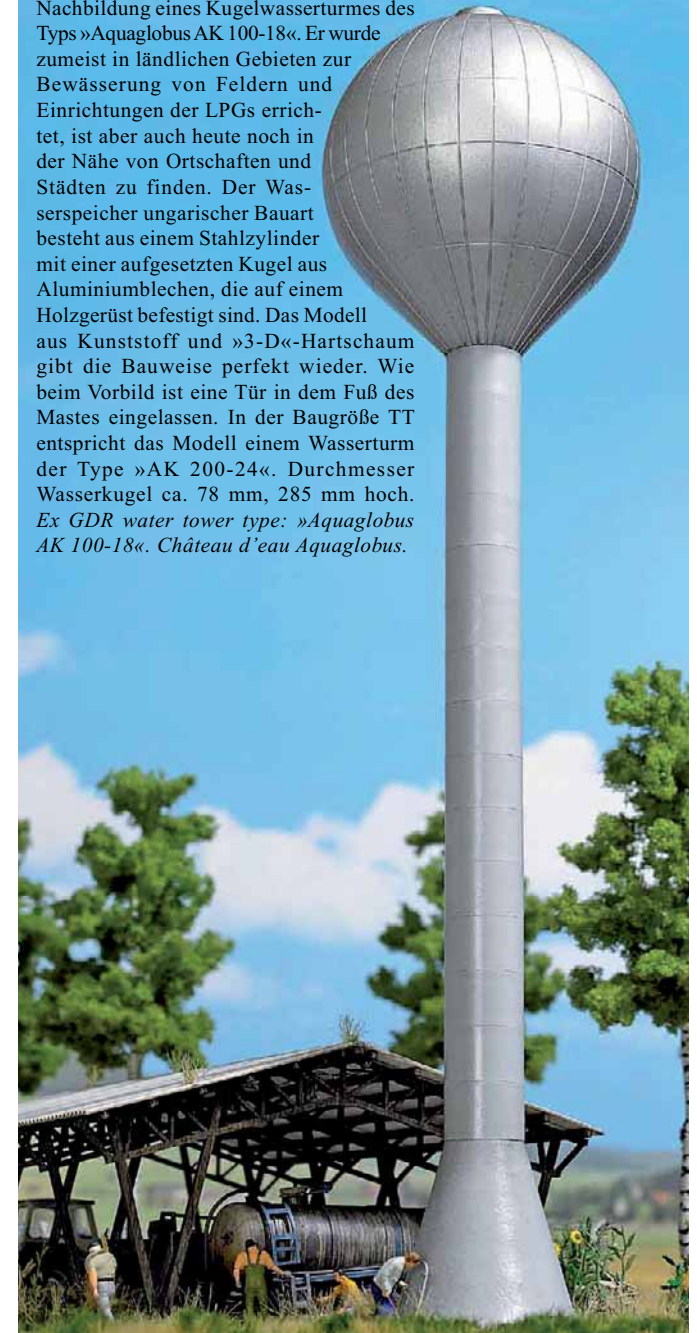 Nachbildung eines Kugelwasserturmes des
Typs »Aquaglobus AK 100-18«. Er wurde
zumeist in ländlichen Gebieten zur
Bewässerung von Feldern und
Einrichtungen der LPGs errich-
tet, ist aber auch heute noch in
der Nähe von Ortschaften und
Städten zu finden. Der Was-
serspeicher ungarischer Bauart
besteht aus einem Stahlzylinder
mit einer aufgesetzten Kugel aus
Aluminiumblechen, die auf einem
Holzgerüst befestigt sind. Das Modell
aus Kunststoff und »3-D«-Hartschaum
gibt die Bauweise perfekt wieder. Wie
beim Vorbild ist eine Tür in dem Fuß des
Mastes eingelassen. In der Baugröße TT
entspricht das Modell einem Wasserturm
der Type »AK 200-24«. Durchmesser
Wasserkugel ca. 78 mm, 285 mm hoch.
Ex GDR water tower type: »Aquaglobus
AK 100-18«. Château d'eau Aquaglobus.